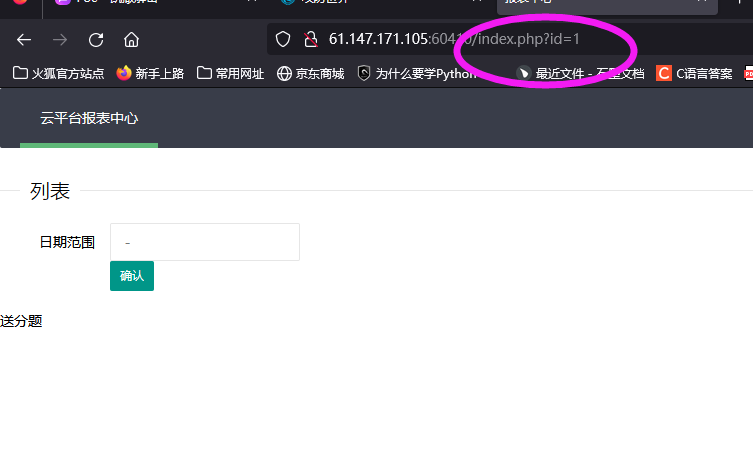 61.147.171.105:60410/index.php?id=1
火狐官方站点 新手上路 常用网址 京东商城 为什么要学Python 最近文件 - 石墨文档 C语言答案
云平台报表中心
列表
日期范围 -
确认
送分题